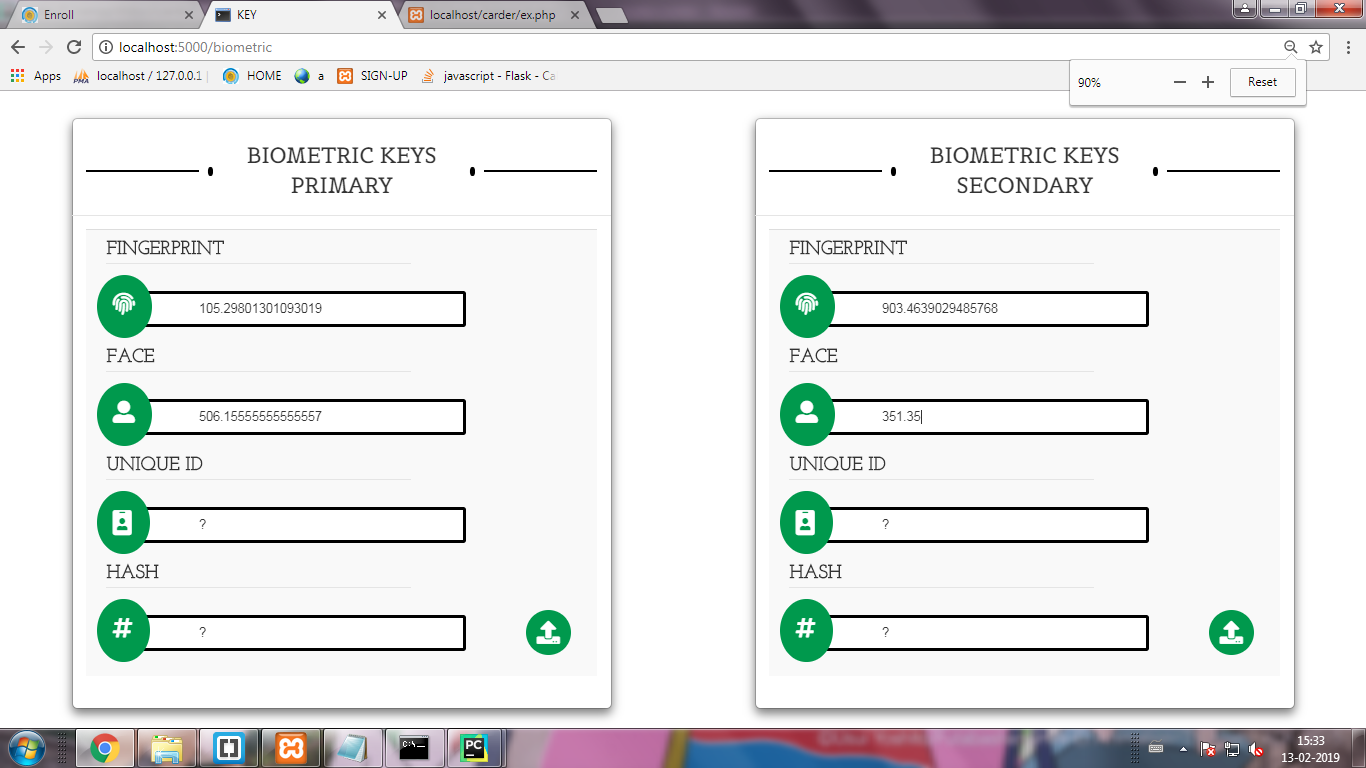 Enroll
KEY
localhost/carder/ex.php
localhost:5000/biometric
Apps
localhost / 127.0.0.1
HOME
a
SIGN-UP
javascript - Flask - Ca
90%
Reset
BIOMETRIC KEYS
PRIMARY
FINGERPRINT
105.29801301093019
FACE
506.15555555555557
UNIQUE ID
?
HASH
#
?
BIOMETRIC KEYS
SECONDARY
FINGERPRINT
903.4639029485768
FACE
351.35
UNIQUE ID
?
HASH
#
?
PC
15:33
13-02-2019